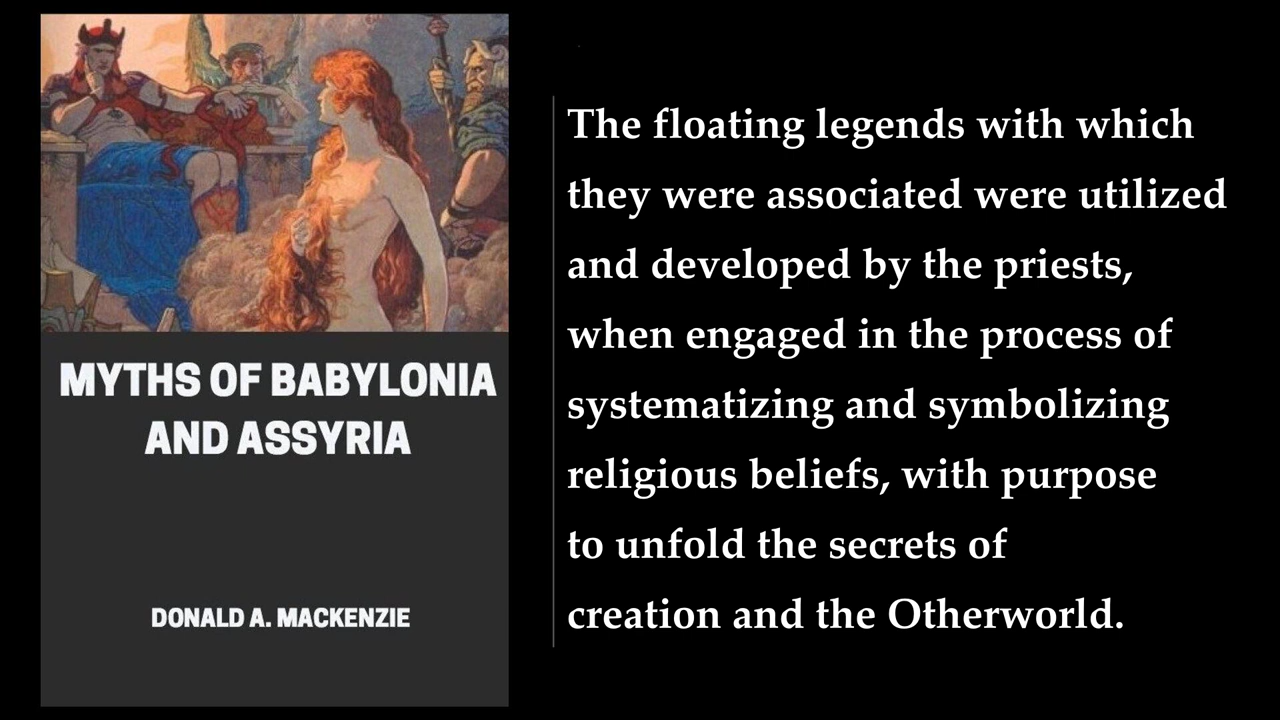 MYTHS OF BABYLONIA
AND ASSYRIA
DONALD A. MACKENZIE
The floating legends with which
they were associated were utilized
and developed by the priests,
when engaged in the process of
systematizing and symbolizing
religious beliefs, with purpose
to unfold the secrets of
creation and the Otherworld.